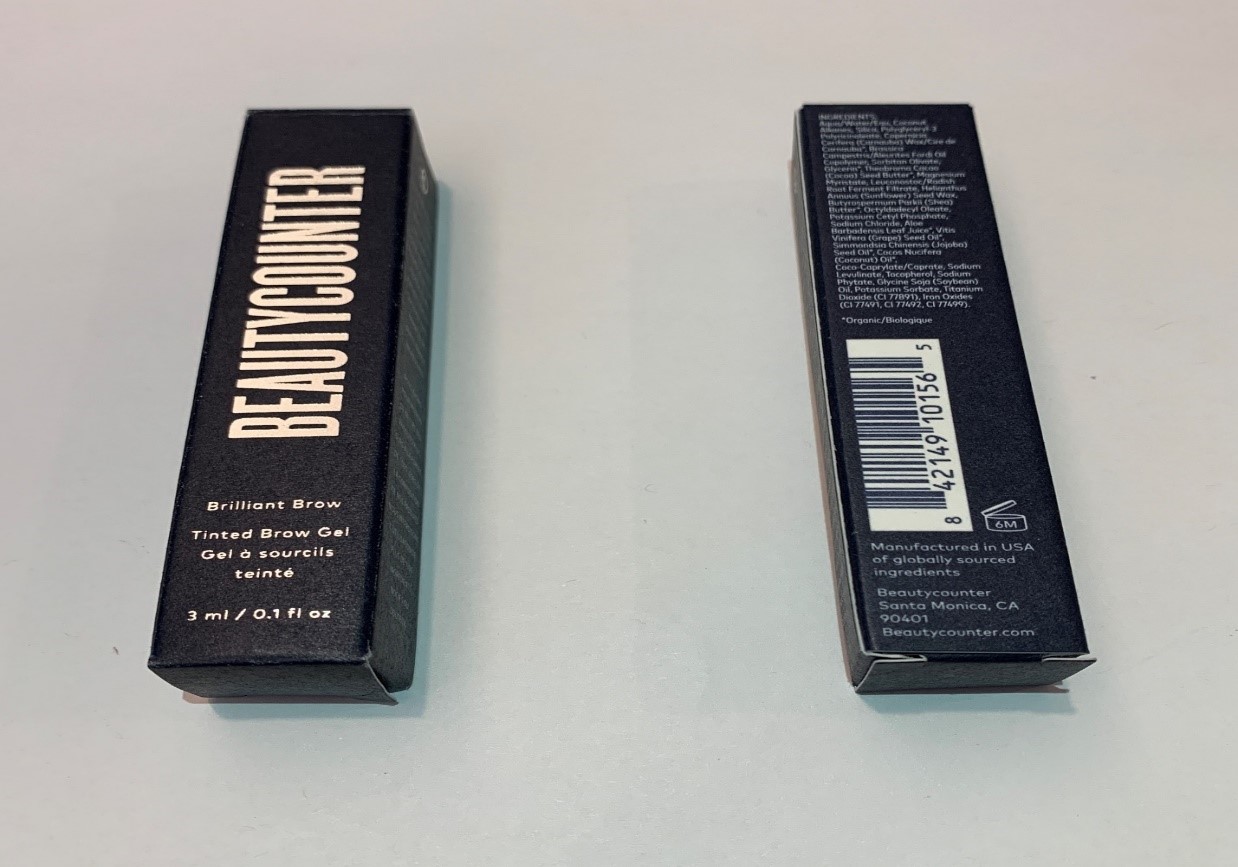 BEAUTYCOUNTER
Brilliant Brow
Tinted Brow Gel
Gel à sourcils
teinté
3 ml / 0.1 fl oz
INGREDIENTS:
Aqua/Water/Eau, Coconut
Alkanes, Silica, Polyglyceryl-3
Polyricinoleate, Copernicia
Cerifera (Carnauba) Wax/Cire de
Carnauba*, Brassica
Campestris/Aleurites Fordi Oil
Copolymer, Sorbitan Olivate,
Glycerin*, Theobroma Cacao
(Cocoa) Seed Butter*, Magnesium
Myristate, Leuconostoc/Radish
Root Ferment Filtrate, Helianthus
Annuus (Sunflower) Seed Wax,
Butyrospermum Parkii (Shea)
Butter*, Octyldodecyl Oleate,
Potassium Cetyl Phosphate,
Sodium Chloride, Aloe
Barbadensis Leaf Juice*, Vitis
Vinifera (Grape) Seed Oil*,
Simmondsia Chinensis (Jojoba)
Seed Oil*, Cocos Nucifera
(Coconut) Oil*,
Coco-Caprylate/Caprate, Sodium
Levulinate, Tocopherol, Sodium
Phytate, Glycine Soja (Soybean)
Oil, Potassium Sorbate, Titanium
Dioxide (CI 77891), Iron Oxides
(CI 77491, CI 77492, CI 77499).
*Organic/Biologique
8 42149 10156 5
6M
Manufactured in USA
of globally sourced
ingredients
Beautycounter
Santa Monica, CA
90401
Beautycounter.com